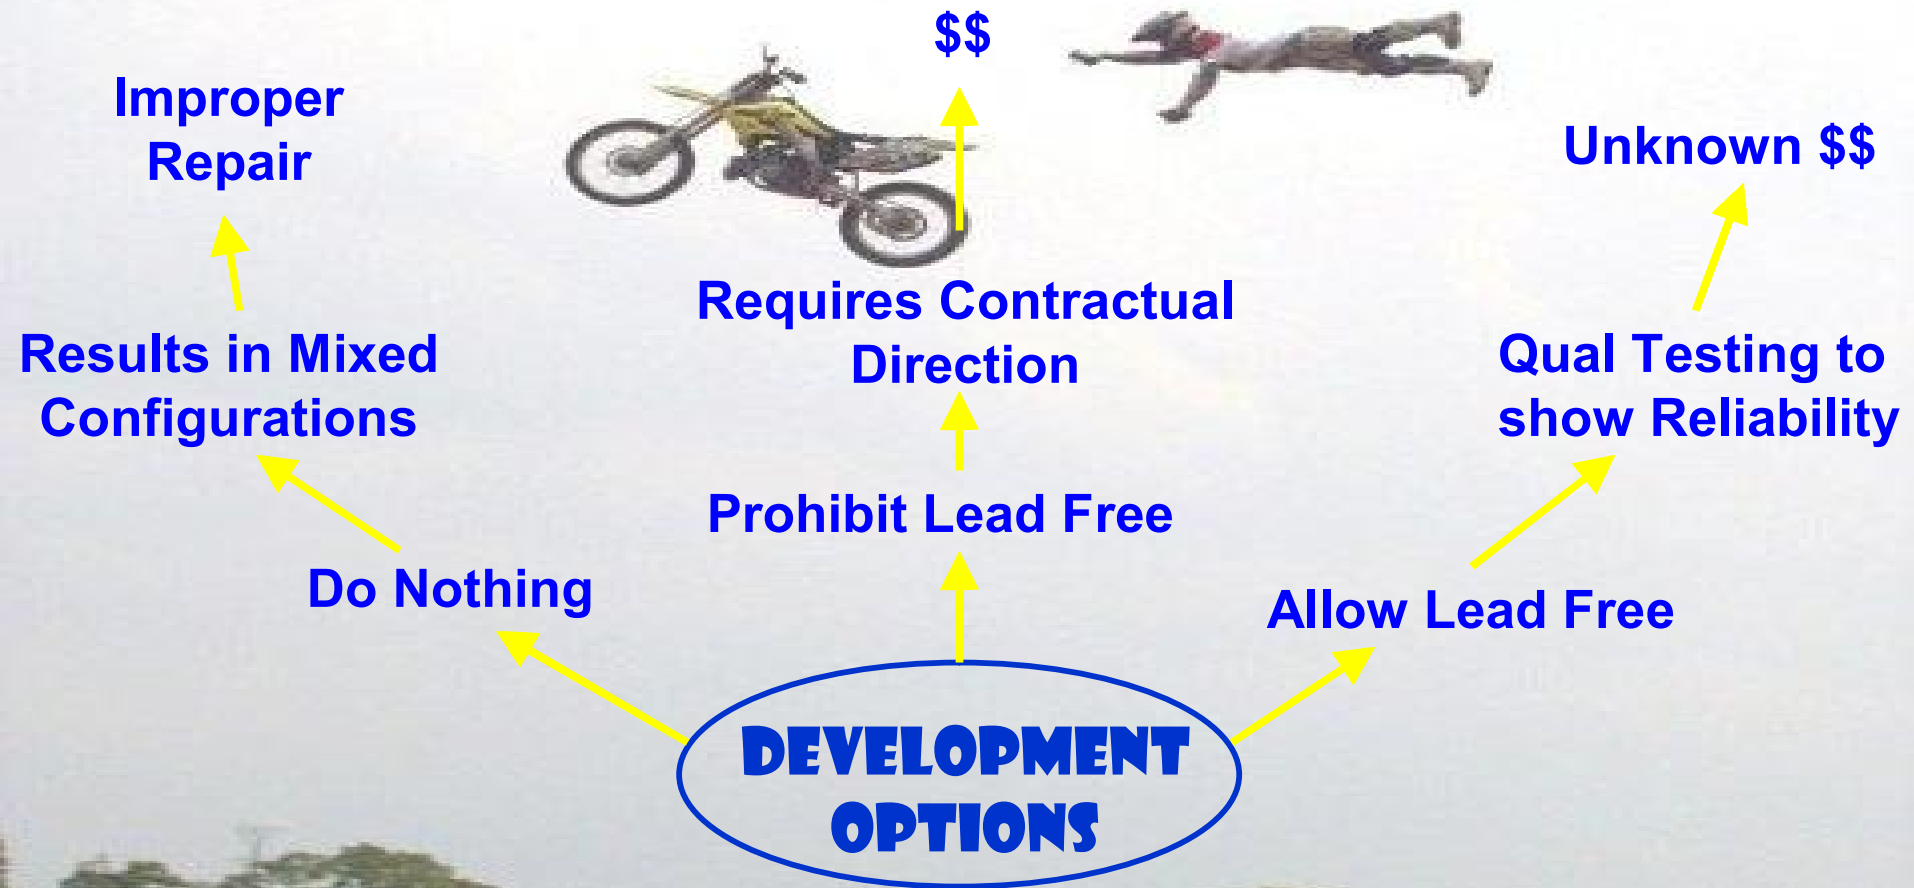 $$
Improper
Repair
Unknown $$
Requires Contractual
Direction
Results in Mixed
Configurations
Qual Testing to
show Reliability
Prohibit Lead Free
Do Nothing
Allow Lead Free
DEVELOPMENT
OPTIONS